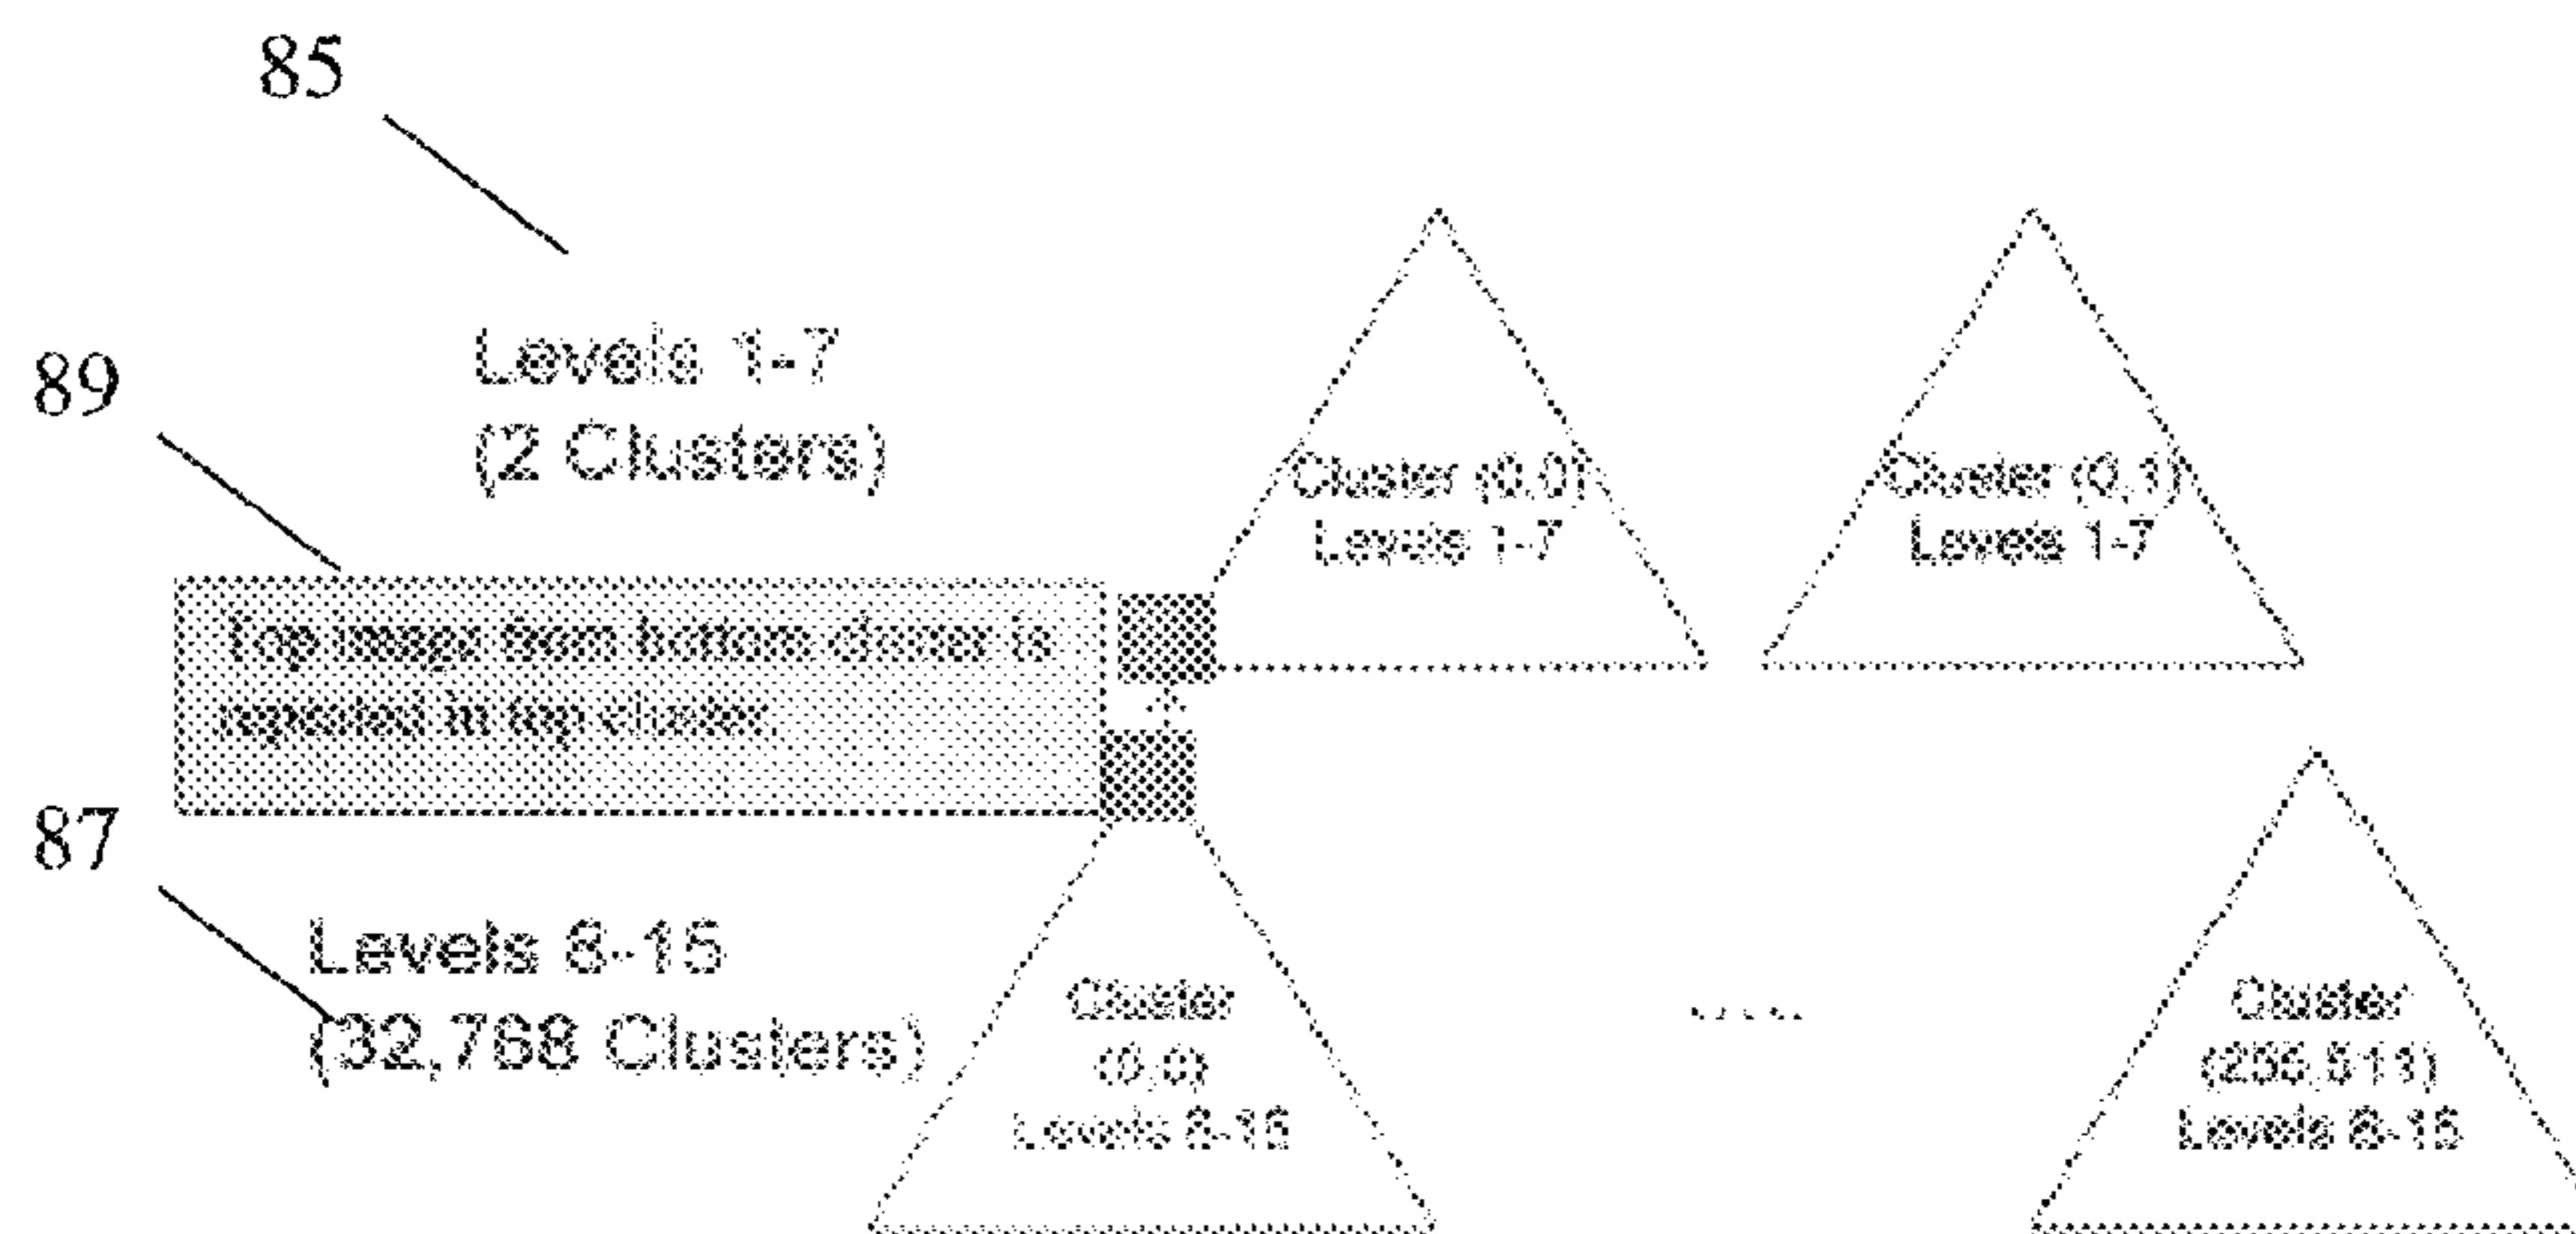 85
Levels 1-7
(2 Clusters)
89
Cluster (0,0)
Levels 1-7
Cluster (0,1)
Levels 1-7
Top image from bottom cluster is
repeated in top cluster.
87
Levels 8-15
(32,768 Clusters)
Cluster
(0,0)
Levels 8-15
.....
Cluster
(255,511)
Levels 8-15